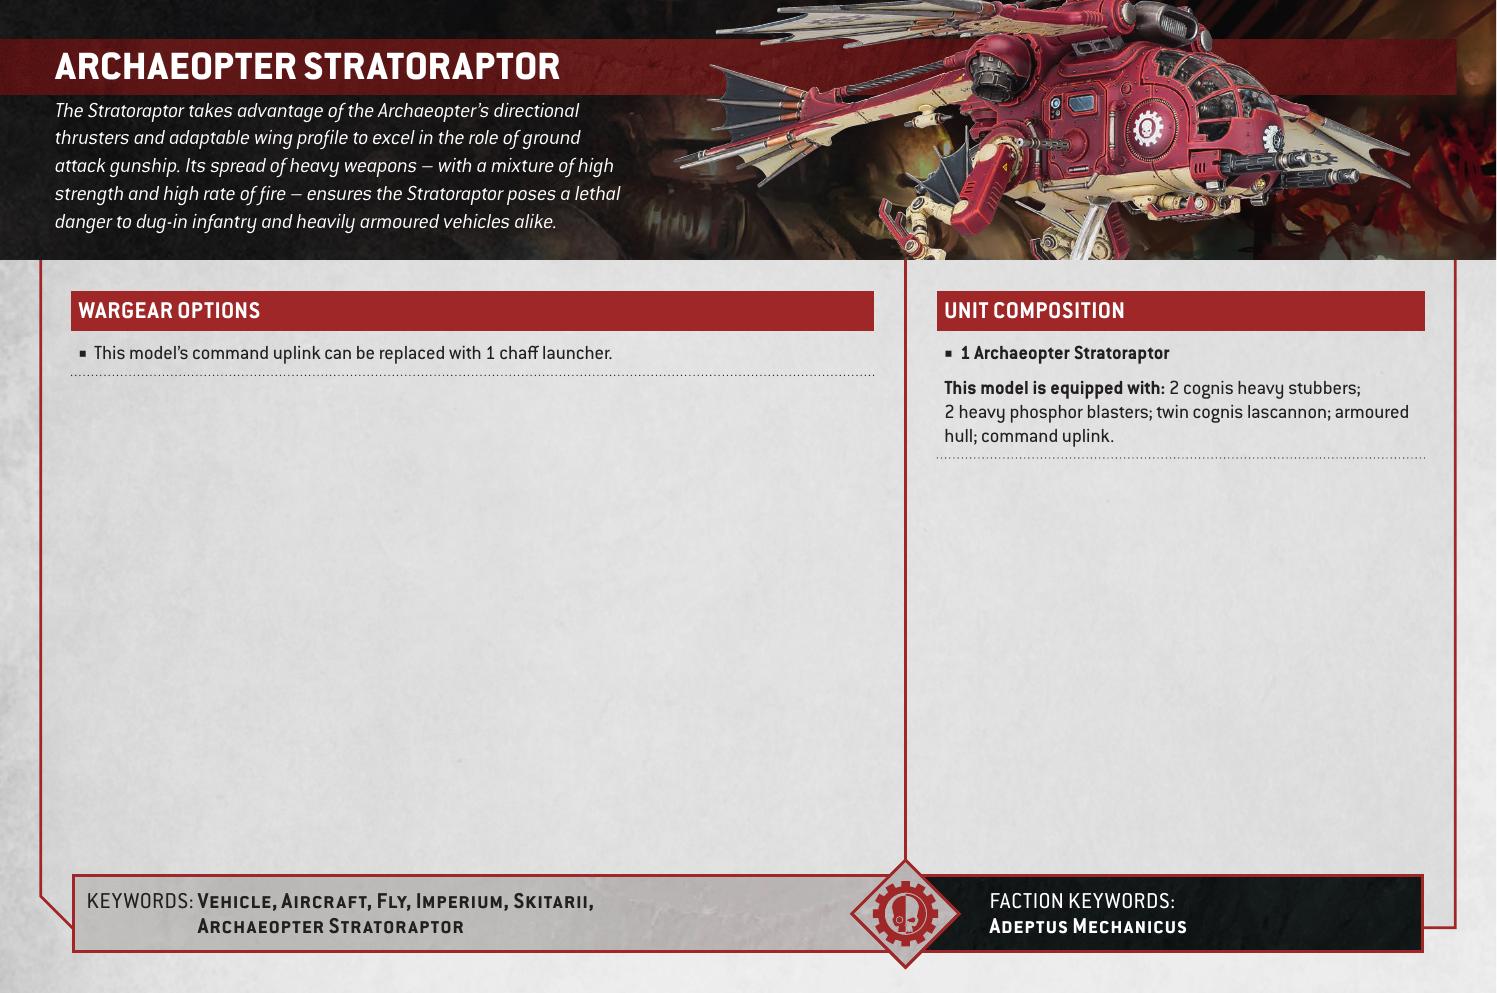 ARCHAEOPTER STRATORAPTOR
The Stratoraptor takes advantage of the Archaeopter’s directional
thrusters and adaptable wing profile to excel in the role of ground
attack gunship. Its spread of heavy weapons – with a mixture of high
strength and high rate of fire – ensures the Stratoraptor poses a lethal
danger to dug-in infantry and heavily armoured vehicles alike.
WARGEAR OPTIONS
■ This model’s command uplink can be replaced with 1 chaff launcher.
UNIT COMPOSITION
■ 1 Archaeopter Stratoraptor
This model is equipped with: 2 cognis heavy stubbers;
2 heavy phosphor blasters; twin cognis lascannon; armoured
hull; command uplink.
KEYWORDS: VEHICLE, AIRCRAFT, FLY, IMPERIUM, SKITARII,
ARCHAEOPTER STRATORAPTOR
FACTION KEYWORDS:
ADEPTUS MECHANICUS